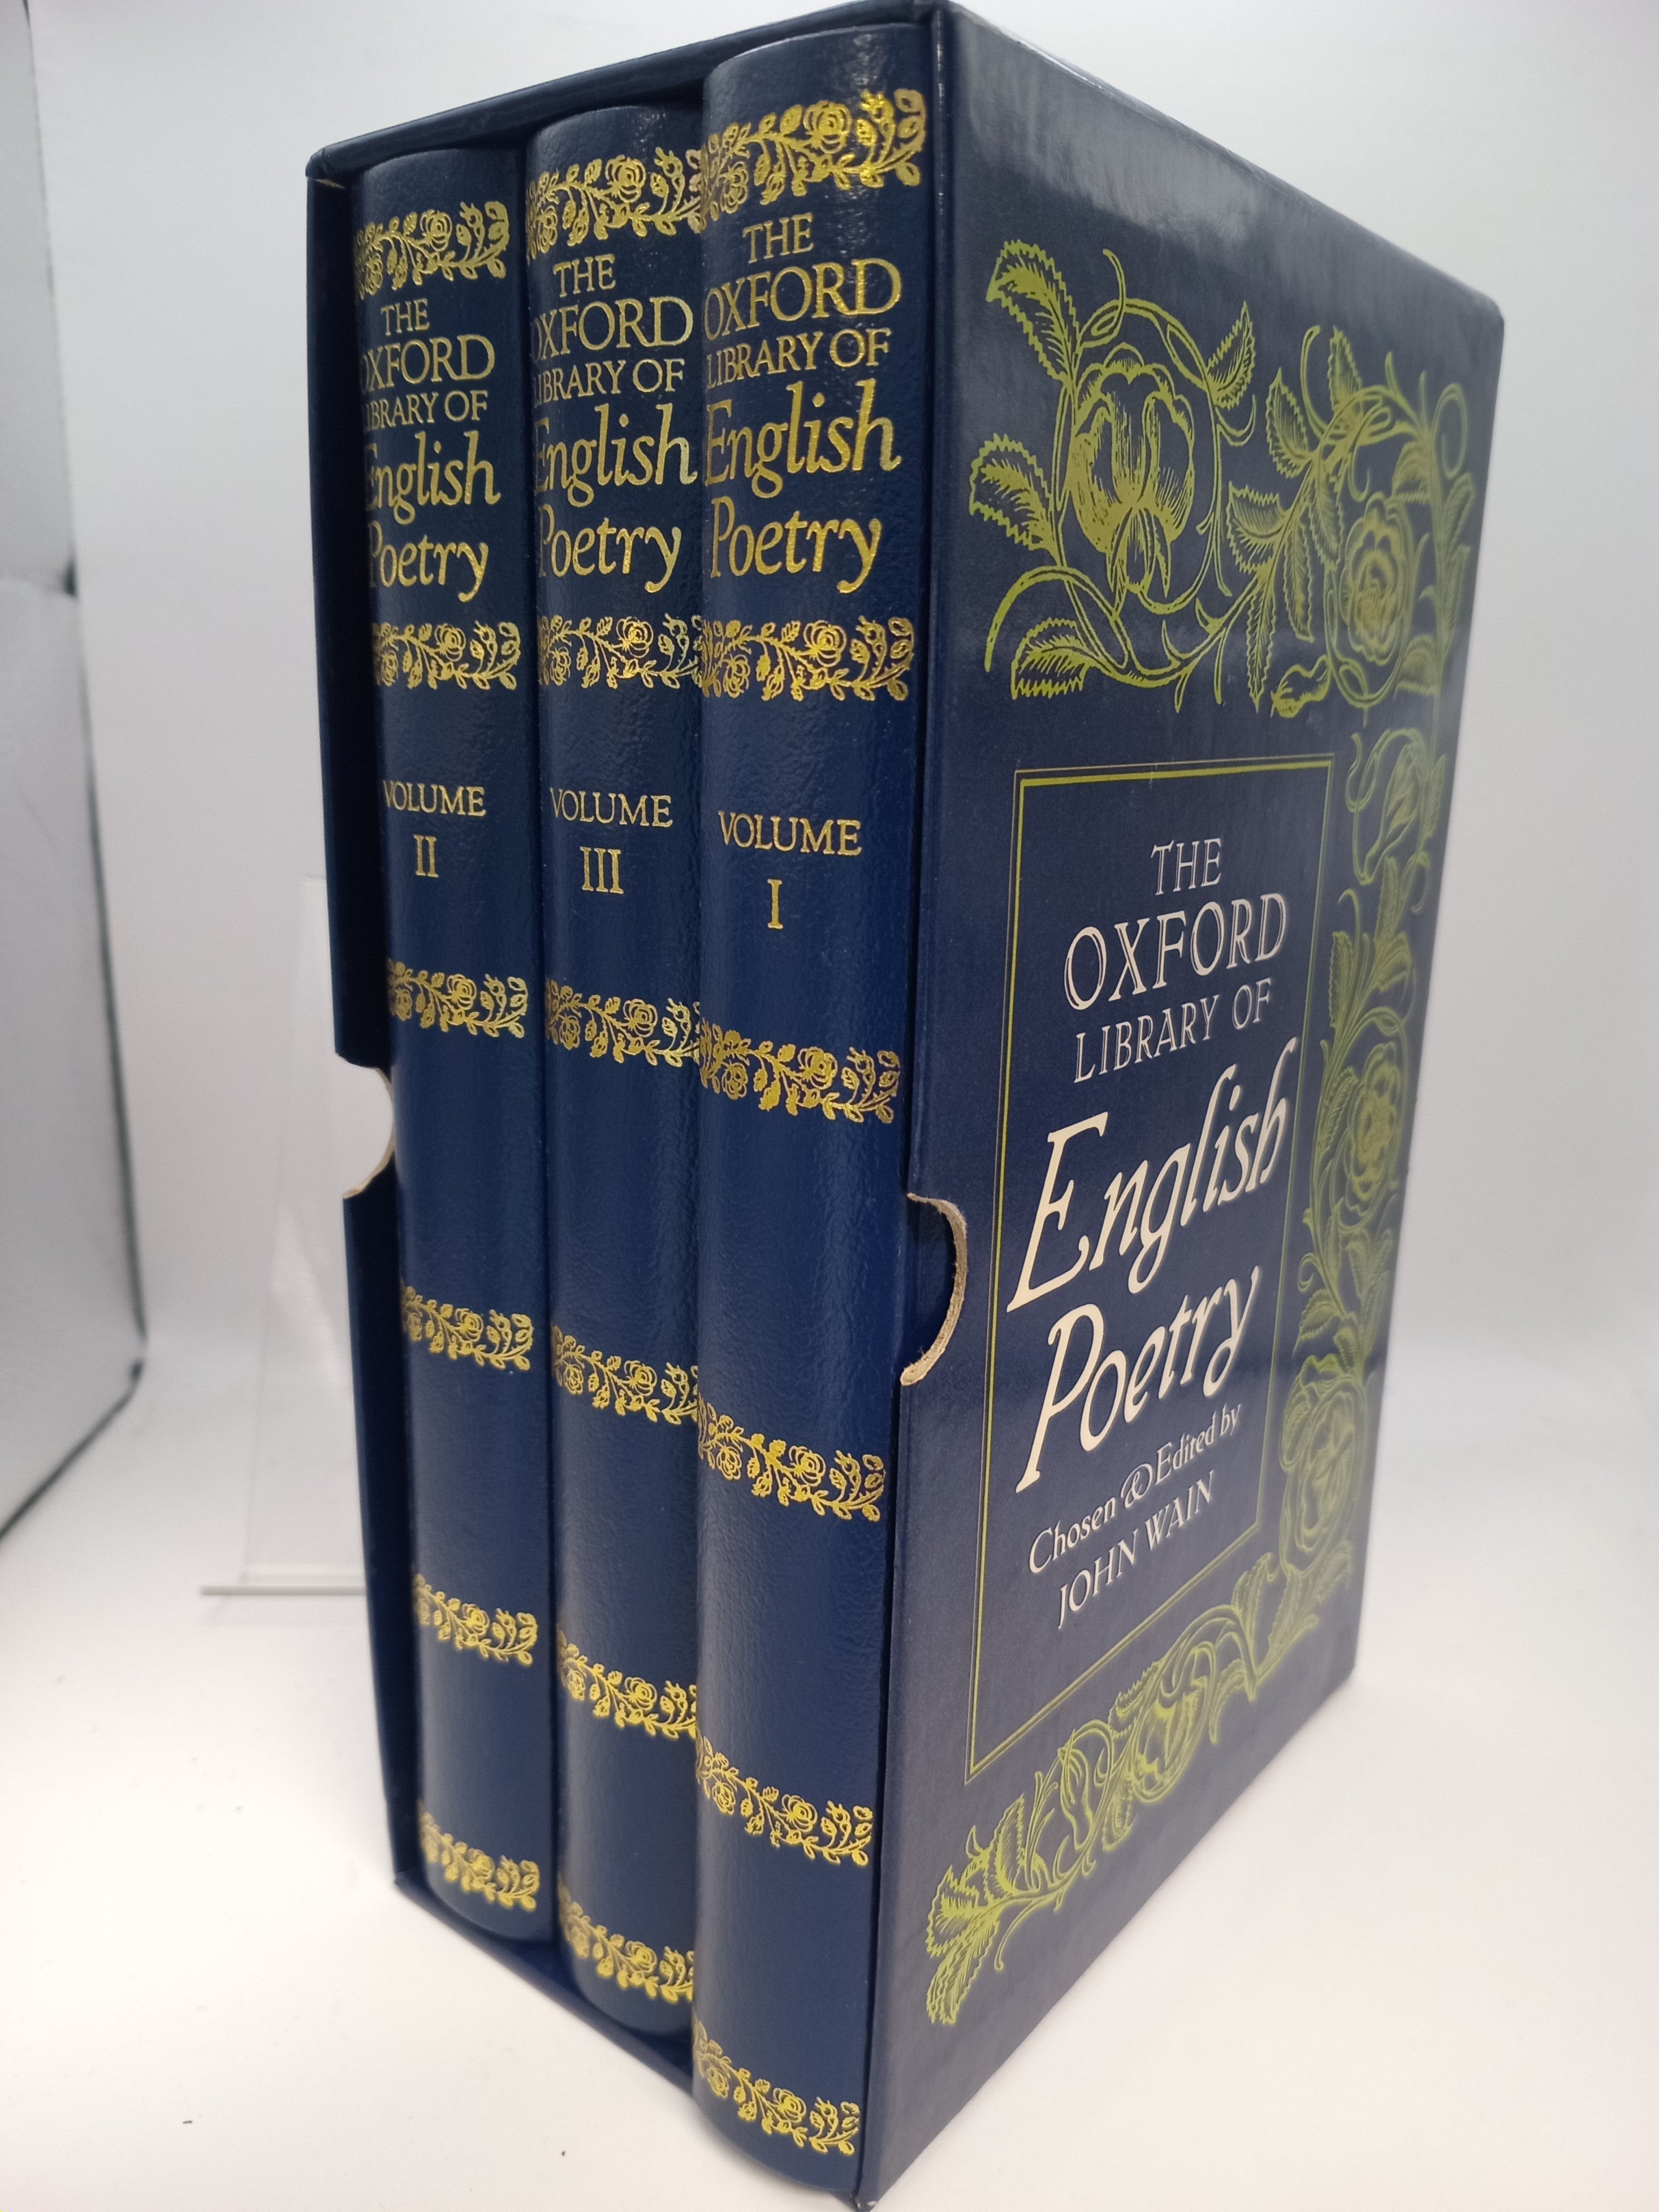 THE
OXFORD
LIBRARY OF
English
Poetry
VOLUME
II
THE
OXFORD
LIBRARY OF
English
Poetry
VOLUME
III
THE
OXFORD
LIBRARY OF
English
Poetry
VOLUME
I
THE
OXFORD
LIBRARY OF
English
Poetry
Chosen & Edited by
JOHN WAIN